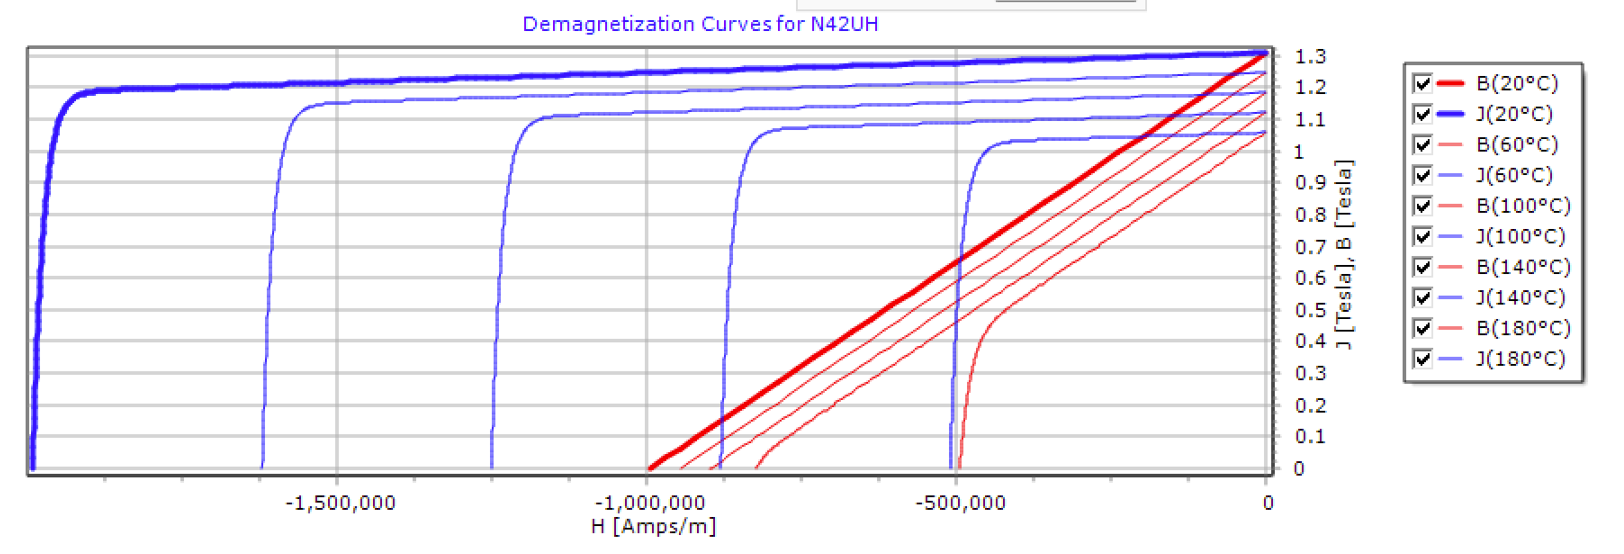 Demagnetization Curves for N42UH
1.3
1.2
1.1
1
0.9
0.8
0.7
0.6
0.5
0.4
0.3
0.2
0.1
0
J [Tesla], B [Tesla]
-1,500,000
-1,000,000
-500,000
0
H [Amps/m]
B(20°C)
J(20°C)
B(60°C)
J(60°C)
B(100°C)
J(100°C)
B(140°C)
J(140°C)
B(180°C)
J(180°C)